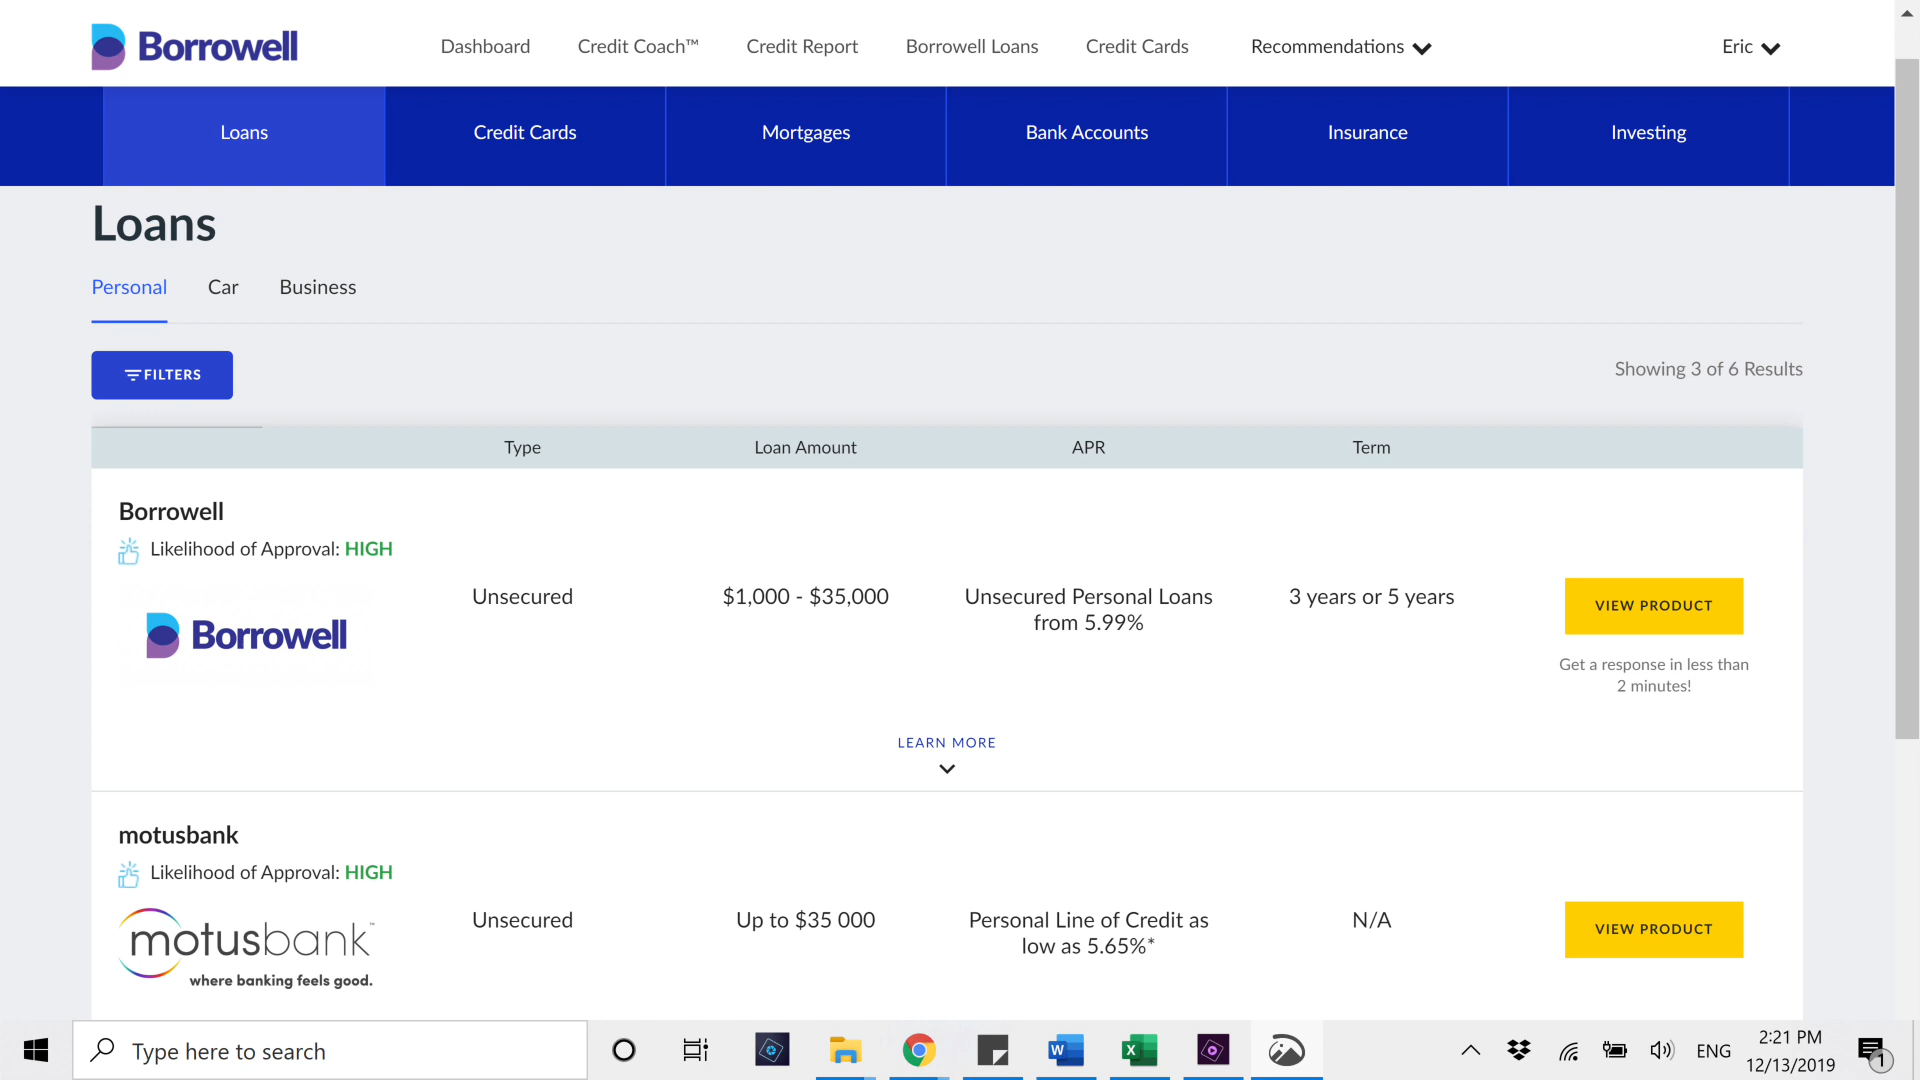 Borrowell
Dashboard
Credit Coach™
Credit Report
Borrowell Loans
Credit Cards
Recommendations
Eric
Loans
Credit Cards
Mortgages
Bank Accounts
Insurance
Investing
Loans
Personal
Car
Business
FILTERS
Showing 3 of 6 Results
Type
Loan Amount
APR
Term
Borrowell
Likelihood of Approval: HIGH
Borrowell
Unsecured
$1,000 - $35,000
Unsecured Personal Loans
from 5.99%
3 years or 5 years
VIEW PRODUCT
Get a response in less than
2 minutes!
LEARN MORE
motusbank
Likelihood of Approval: HIGH
motusbank™
where banking feels good.
Unsecured
Up to $35 000
Personal Line of Credit as
low as 5.65%*
N/A
VIEW PRODUCT
Type here to search
W
X
ENG
2:21 PM
12/13/2019
1